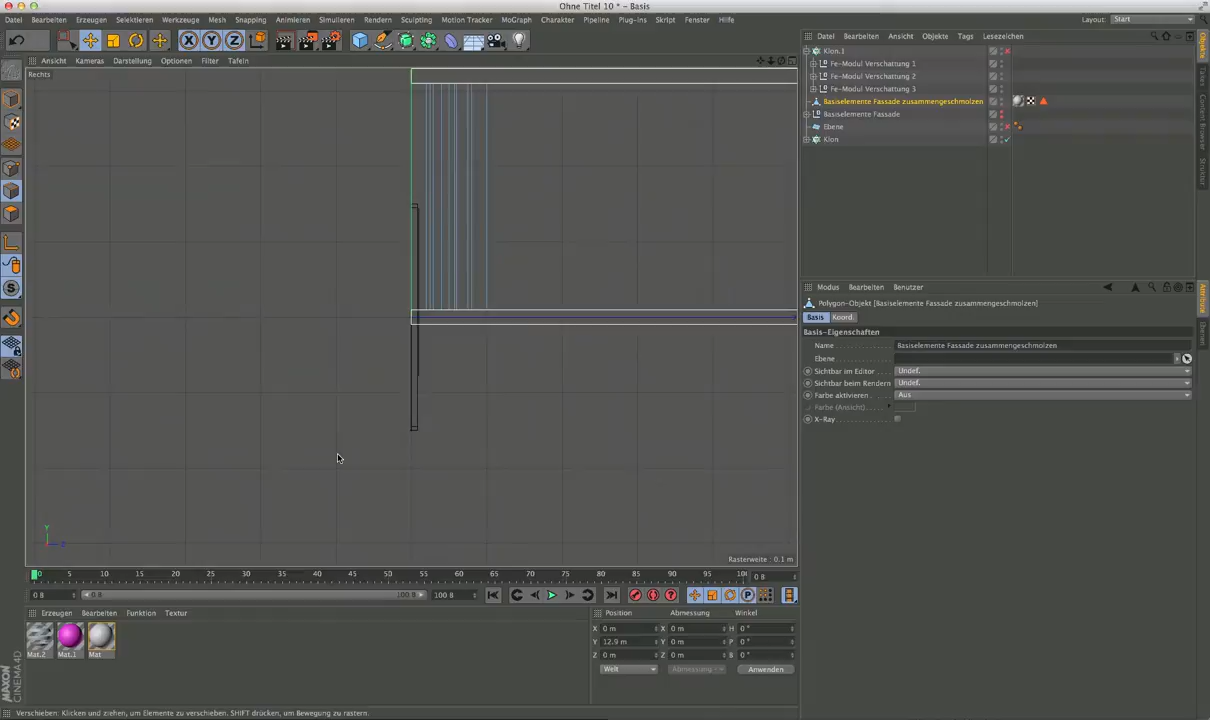 Ohne Titel 10 * - Basis
Datei Bearbeiten Erzeugen Selektieren Werkzeuge Mesh Snapping Animieren Simulieren Rendern Sculpting Motion Tracker MoGraph Charakter Pipeline Plug-ins Skript Fenster Hilfe
Layout: Start
Ansicht Kameras Darstellung Optionen Filter Tafeln
Rechts
Y
Z
Rasterweite : 0.1 m
Datei Bearbeiten Ansicht Objekte Tags Lesezeichen
Klon.1
Fe-Modul Verschattung 1
Fe-Modul Verschattung 2
Fe-Modul Verschattung 3
Basiselemente Fassade zusammengeschmolzen
Basiselemente Fassade
Ebene
Klon
Objekte
Takes
Content Browser
Struktur
Modus Bearbeiten Benutzer
Polygon-Objekt [Basiselemente Fassade zusammengeschmolzen]
Basis Koord.
Basis-Eigenschaften
Name Basiselemente Fassade zusammengeschmolzen
Ebene
Sichtbar im Editor Undef.
Sichtbar beim Rendern Undef.
Farbe aktivieren Aus
Farbe (Ansicht)
X-Ray
Attribute
Ebenen
0 5 10 15 20 25 30 35 40 45 50 55 60 65 70 75 80 85 90 95 100
0 B
0 B 0 B 100 B 100 B
Erzeugen Bearbeiten Funktion Textur
Mat.2 Mat.1 Mat
Position Abmessung Winkel
X 0 m X 0 m H 0 °
Y 12.9 m Y 0 m P 0 °
Z 0 m Z 0 m B 0 °
Welt Abmessung Anwenden
MAXON
CINEMA 4D
Verschieben: Klicken und ziehen, um Elemente zu verschieben. SHIFT drücken, um Bewegung zu rastern.